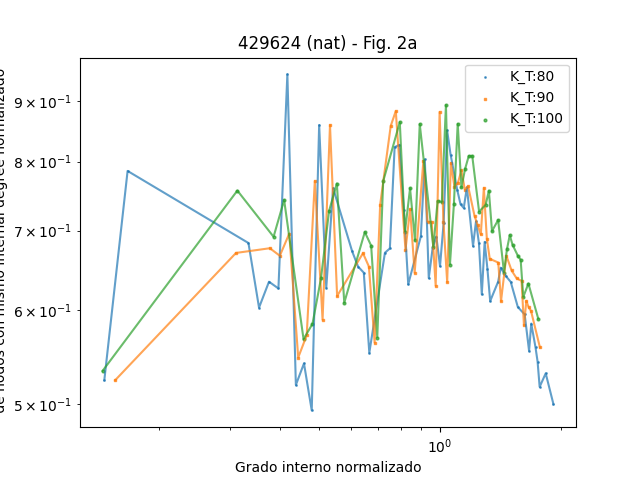 429624 (nat) - Fig. 2a
K_T:80
K_T:90
K_T:100
9 × 10⁻¹
8 × 10⁻¹
7 × 10⁻¹
6 × 10⁻¹
5 × 10⁻¹
10⁰
Grado interno normalizado
de nodos con mismo internal degree normalizado